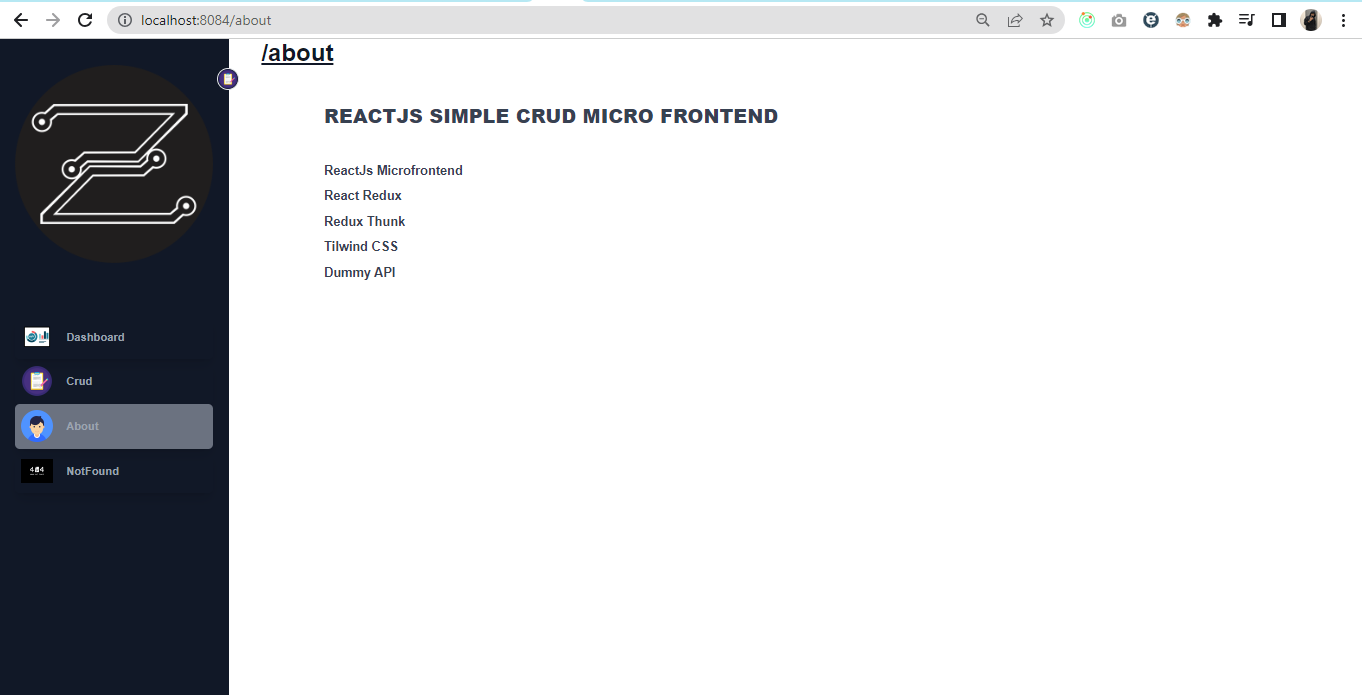 localhost:8084/about
/about
REACTJS SIMPLE CRUD MICRO FRONTEND
ReactJs Microfrontend
React Redux
Redux Thunk
Tilwind CSS
Dummy API
Dashboard
Crud
About
404
NotFound